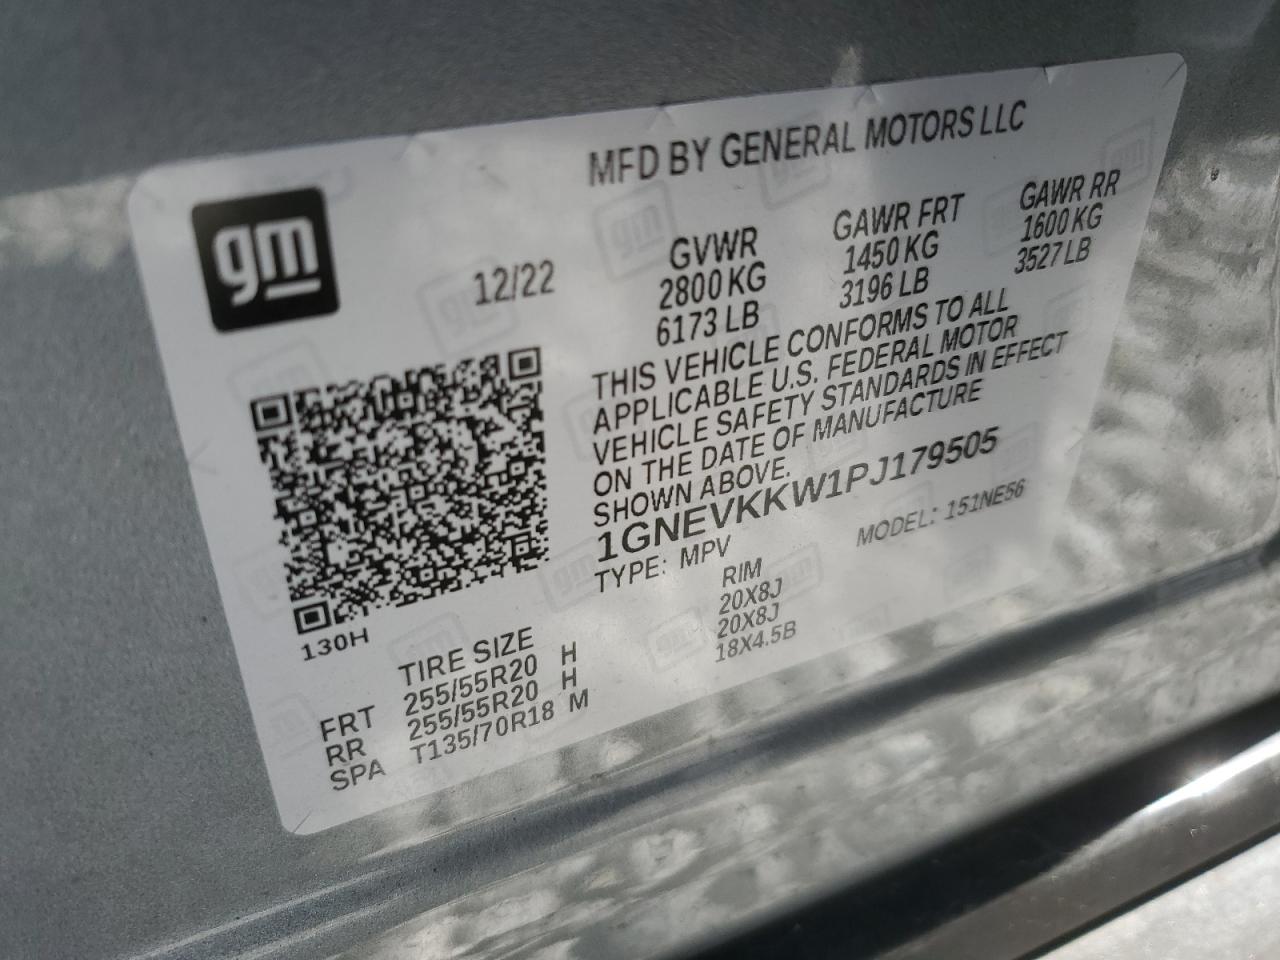 MFD BY GENERAL MOTORS LLC
gm
12/22
GVWR GAWR FRT GAWR RR
2800 KG 1450 KG 1600 KG
6173 LB 3196 LB 3527 LB
THIS VEHICLE CONFORMS TO ALL
APPLICABLE U.S. FEDERAL MOTOR
VEHICLE SAFETY STANDARDS IN EFFECT
ON THE DATE OF MANUFACTURE
SHOWN ABOVE.
1GNEVKKW1PJ179505
TYPE: MPV MODEL: 151NE56
130H
TIRE SIZE RIM
FRT 255/55R20 H 20X8J
RR 255/55R20 H 20X8J
SPA T135/70R18 M 18X4.5B